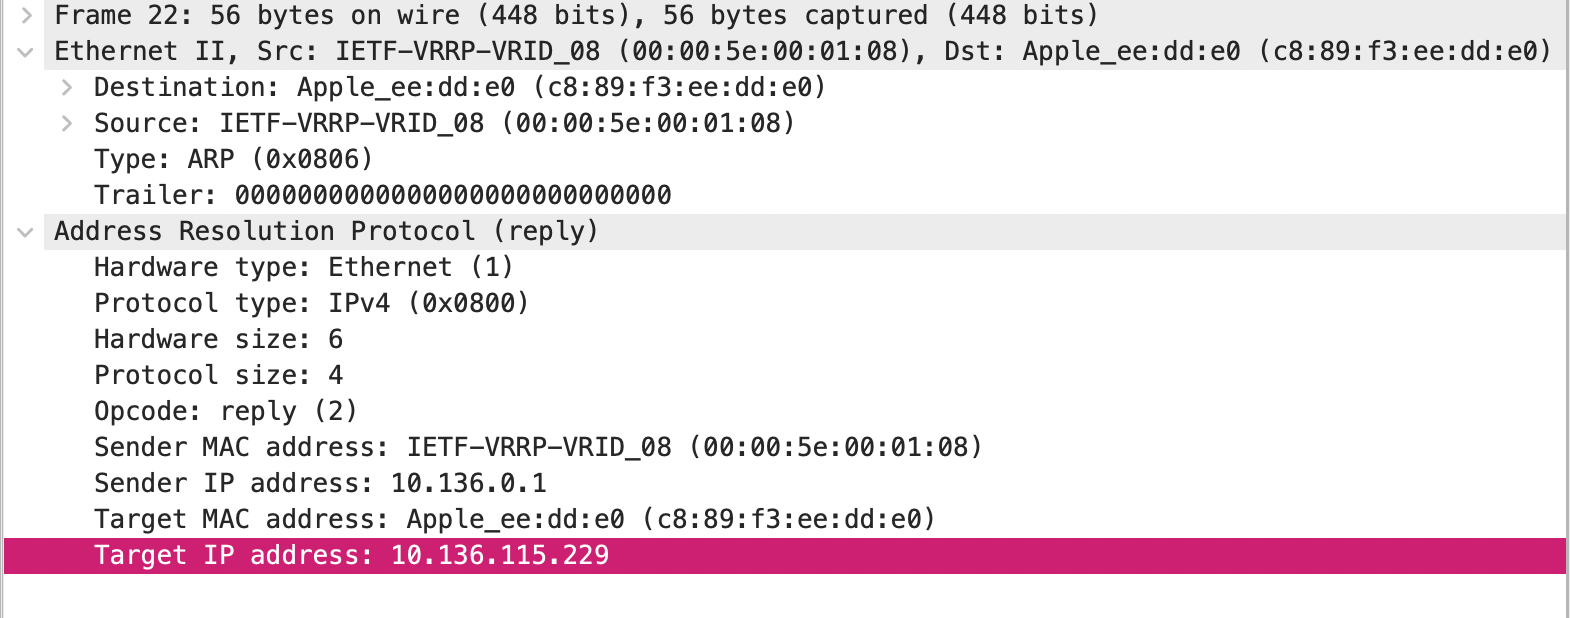 Frame 22: 56 bytes on wire (448 bits), 56 bytes captured (448 bits)
Ethernet II, Src: IETF-VRRP-VRID_08 (00:00:5e:00:01:08), Dst: Apple_ee:dd:e0 (c8:89:f3:ee:dd:e0)
Destination: Apple_ee:dd:e0 (c8:89:f3:ee:dd:e0)
Source: IETF-VRRP-VRID_08 (00:00:5e:00:01:08)
Type: ARP (0x0806)
Trailer: 0000000000000000000000000000
Address Resolution Protocol (reply)
Hardware type: Ethernet (1)
Protocol type: IPv4 (0x0800)
Hardware size: 6
Protocol size: 4
Opcode: reply (2)
Sender MAC address: IETF-VRRP-VRID_08 (00:00:5e:00:01:08)
Sender IP address: 10.136.0.1
Target MAC address: Apple_ee:dd:e0 (c8:89:f3:ee:dd:e0)
Target IP address: 10.136.115.229